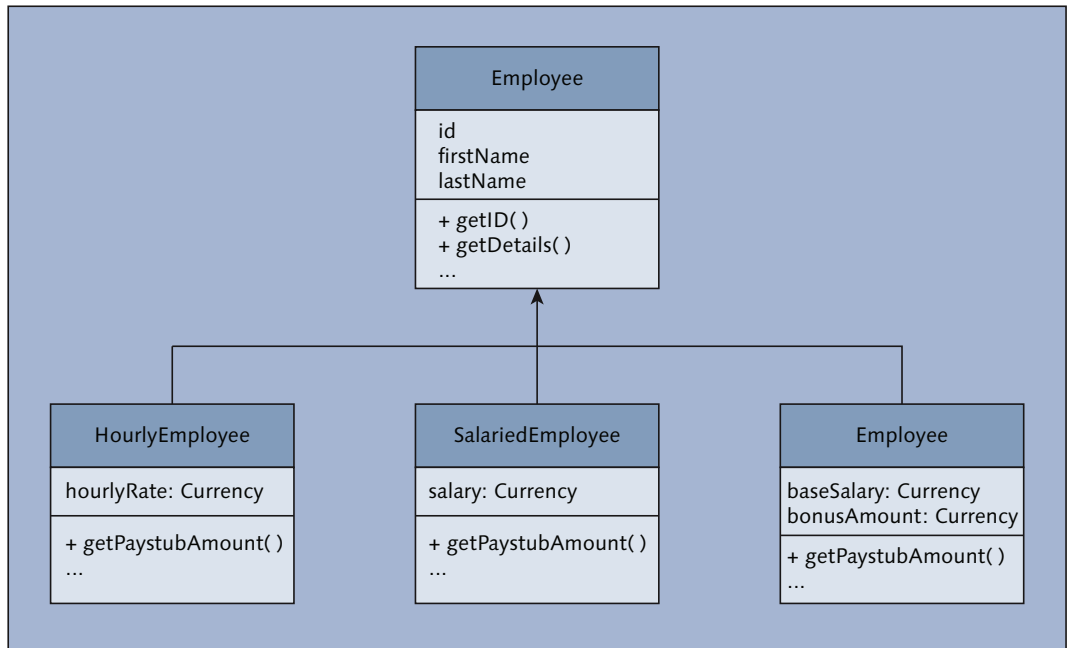 Employee
id
firstName
lastName
+ getID( )
+ getDetails( )
...
HourlyEmployee
hourlyRate: Currency
+ getPaystubAmount( )
...
SalariedEmployee
salary: Currency
+ getPaystubAmount( )
...
Employee
baseSalary: Currency
bonusAmount: Currency
+ getPaystubAmount( )
...